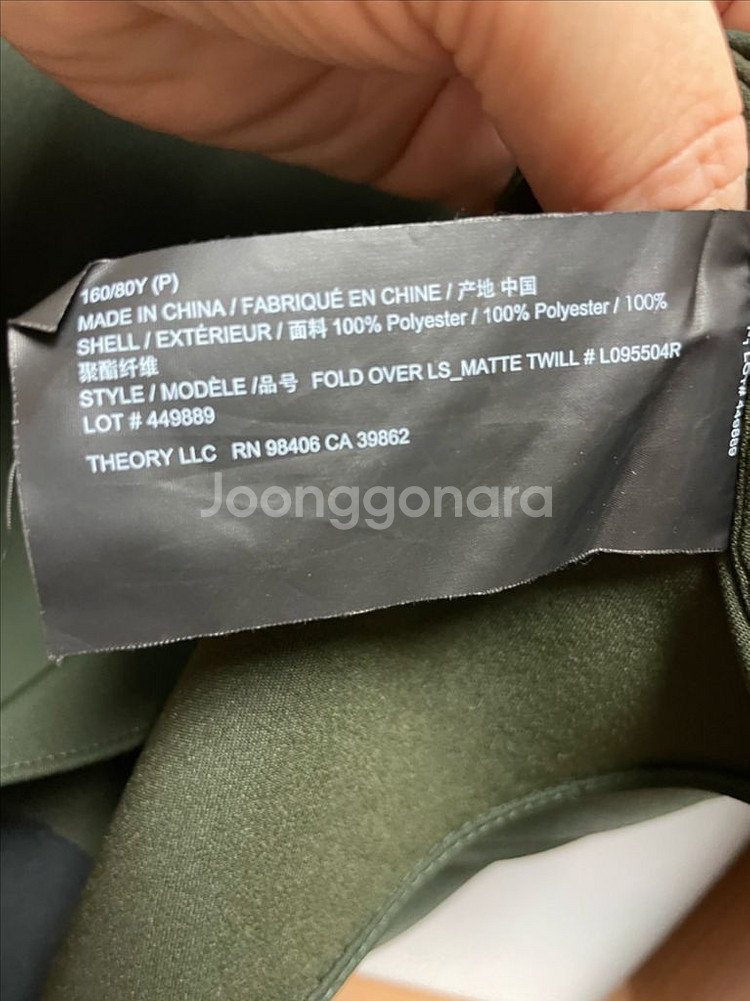 160/80Y (P)
MADE IN CHINA / FABRIQUÉ EN CHINE / 产地 中国
SHELL / EXTÉRIEUR / 面料 100% Polyester / 100% Polyester / 100%
聚酯纤维
STYLE / MODÈLE /品号 FOLD OVER LS_MATTE TWILL # L095504R
LOT # 449889
THEORY LLC RN 98406 CA 39862
Joonggonara